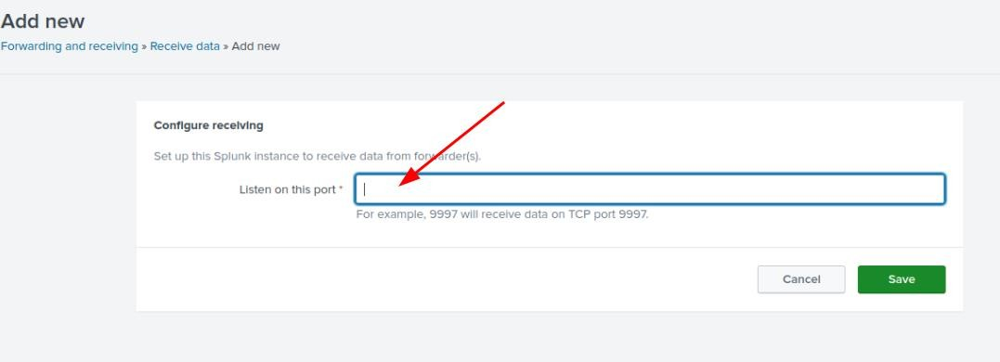 Add new
Forwarding and receiving » Receive data » Add new
Configure receiving
Set up this Splunk instance to receive data from forwarder(s).
Listen on this port *
For example, 9997 will receive data on TCP port 9997.
Cancel Save